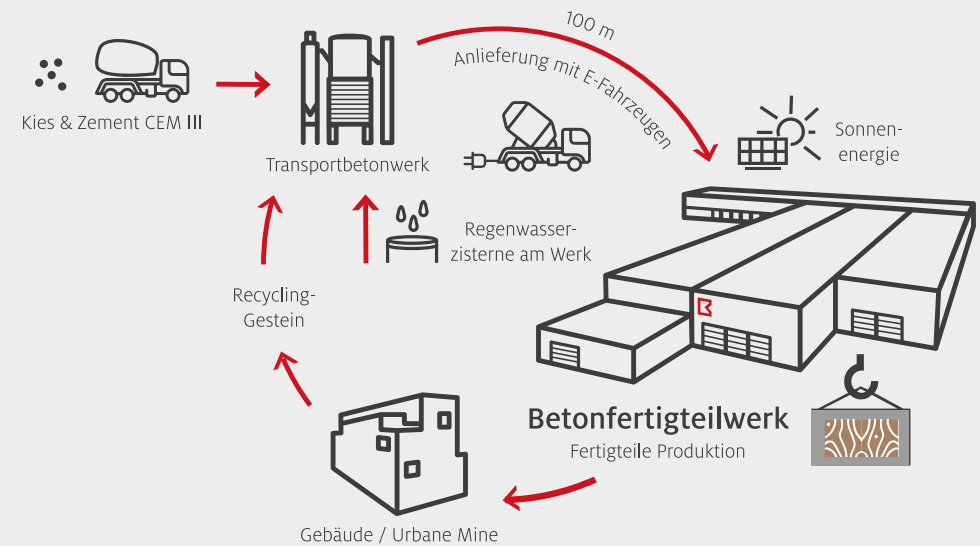 100 m
Anlieferung mit E-Fahrzeugen
Kies & Zement CEM III
Transportbetonwerk
Sonnen-
energie
Regenwasser-
zisterne am Werk
Recycling-
Gestein
Betonfertigteilwerk
Fertigteile Produktion
Gebäude / Urbane Mine